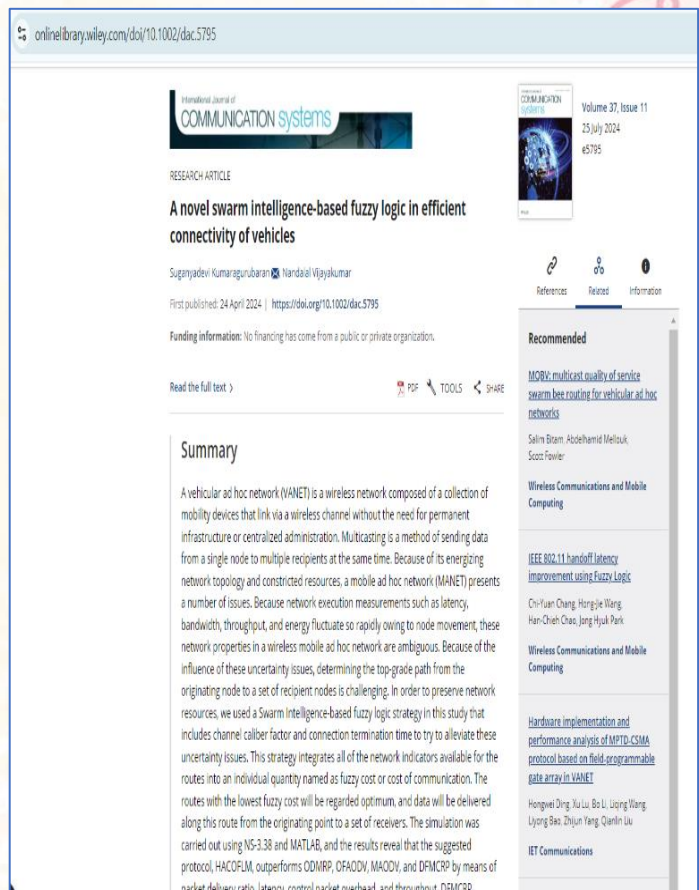 onlinelibrary.wiley.com/doi/10.1002/dac.5795
International Journal of
COMMUNICATION systems
RESEARCH ARTICLE
A novel swarm intelligence-based fuzzy logic in efficient
connectivity of vehicles
Suganyadevi Kumaragurubaran Nandalal Vijayakumar
First published: 24 April 2024 | https://doi.org/10.1002/dac.5795
Funding information: No financing has come from a public or private organization.
Read the full text >
PDF TOOLS SHARE
Summary
A vehicular ad hoc network (VANET) is a wireless network composed of a collection of
mobility devices that link via a wireless channel without the need for permanent
infrastructure or centralized administration. Multicasting is a method of sending data
from a single node to multiple recipients at the same time. Because of its energizing
network topology and constricted resources, a mobile ad hoc network (MANET) presents
a number of issues. Because network execution measurements such as latency,
bandwidth, throughput, and energy fluctuate so rapidly owing to node movement, these
network properties in a wireless mobile ad hoc network are ambiguous. Because of the
influence of these uncertainty issues, determining the top-grade path from the
originating node to a set of recipient nodes is challenging. In order to preserve network
resources, we used a Swarm Intelligence-based fuzzy logic strategy in this study that
includes channel caliber factor and connection termination time to try to alleviate these
uncertainty issues. This strategy integrates all of the network indicators available for the
routes into an individual quantity named as fuzzy cost or cost of communication. The
routes with the lowest fuzzy cost will be regarded optimum, and data will be delivered
along this route from the originating point to a set of receivers. The simulation was
carried out using NS-3.38 and MATLAB, and the results reveal that the suggested
protocol, HACOFLM, outperforms ODMRP, OFAODV, MAODV, and DFMCRP by means of
packet delivery ratio, latency, control packet overhead, and throughput. DFMCRP
COMMUNICATION
systems
Volume 37, Issue 11
25 July 2024
e5795
References Related Information
Recommended
MQBV: multicast quality of service
swarm bee routing for vehicular ad hoc
networks
Salim Bitam, Abdelhamid Mellouk,
Scott Fowler
Wireless Communications and Mobile
Computing
IEEE 802.11 handoff latency
improvement using Fuzzy Logic
Chi-Yuan Chang, Hong-Jie Wang,
Han-Chieh Chao, Jong Hyuk Park
Wireless Communications and Mobile
Computing
Hardware implementation and
performance analysis of MPTD-CSMA
protocol based on field-programmable
gate array in VANET
Hongwei Ding, Xu Lu, Bo Li, Liqing Wang,
Liyong Bao, Zhijun Yang, Qianlin Liu
IET Communications